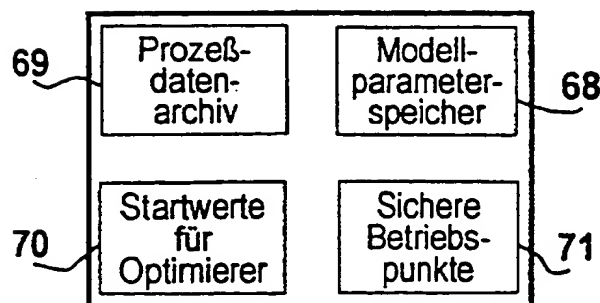 69
Prozeß-
daten-
archiv
Modell-
parameter-
speicher
68
70
Startwerte
für
Optimierer
Sichere
Betriebs-
punkte
71